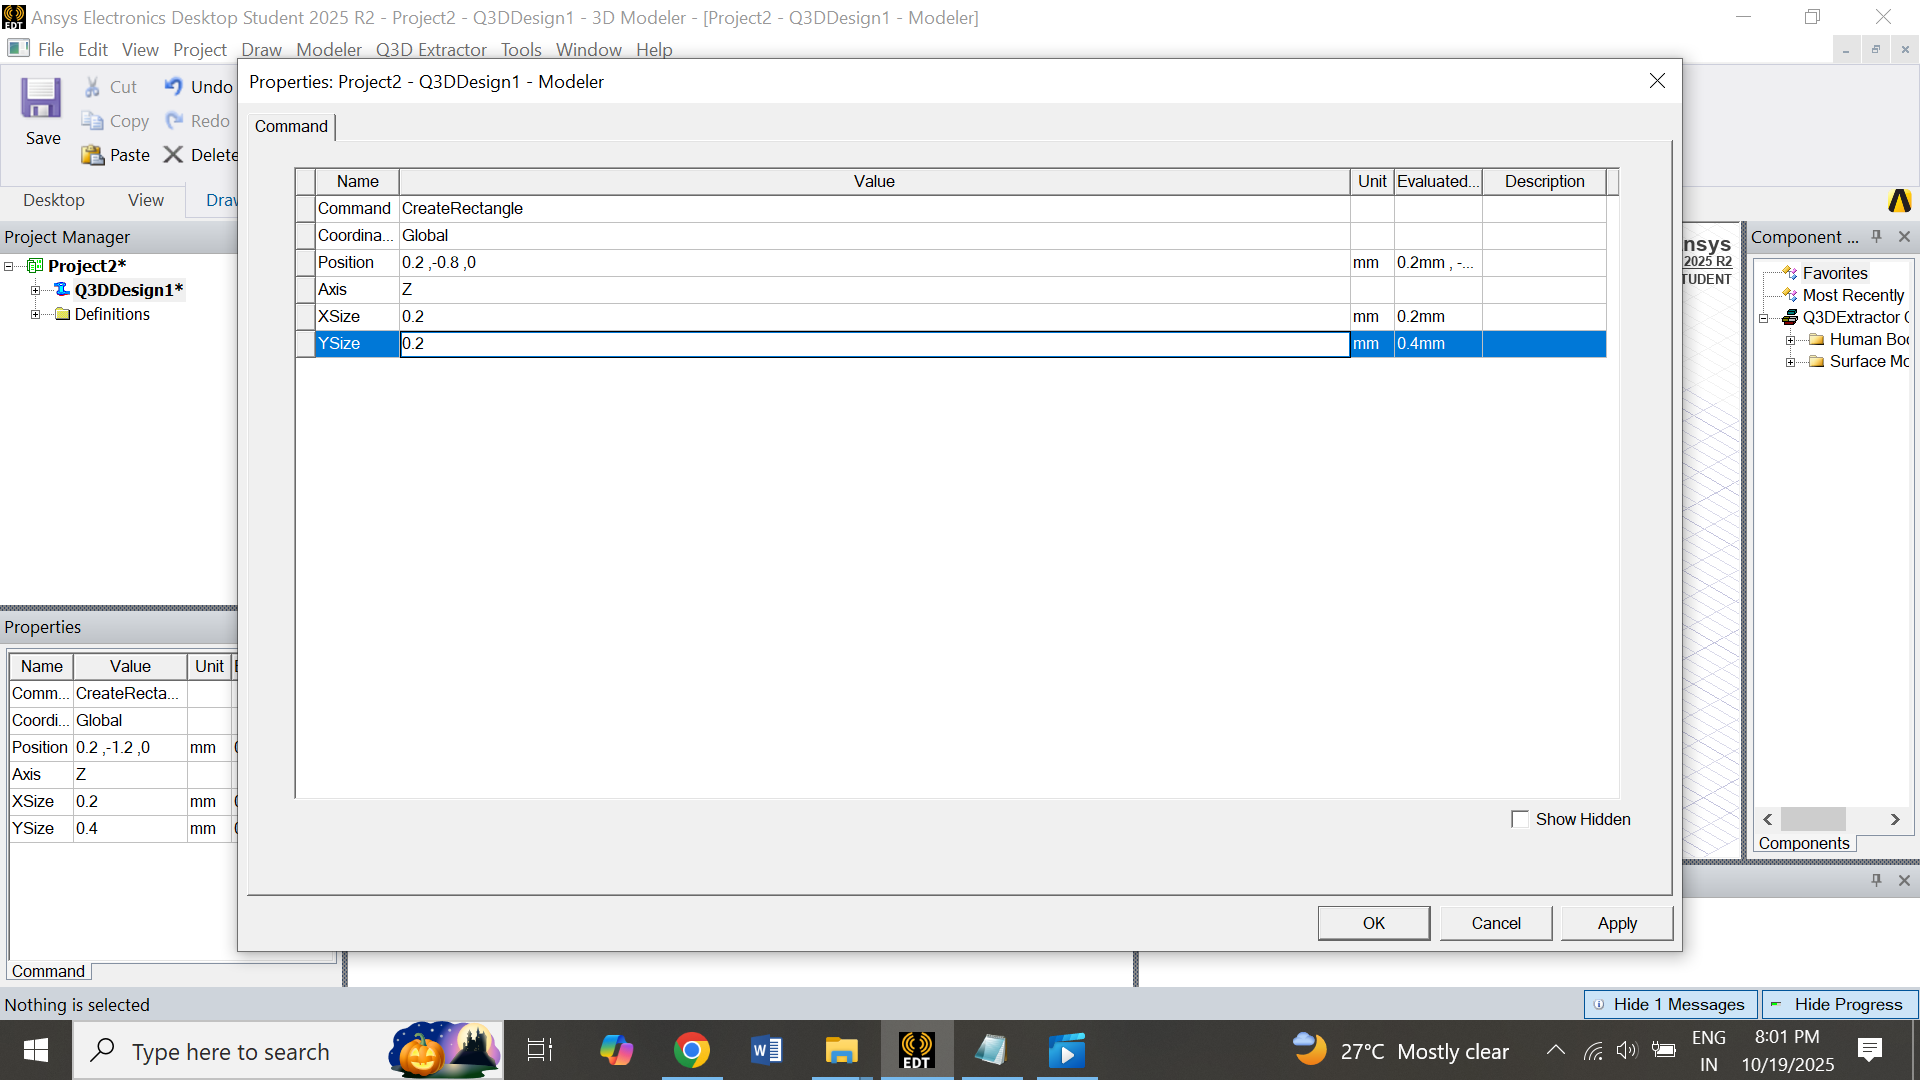 Ansys Electronics Desktop Student 2025 R2 - Project2 - Q3DDesign1 - 3D Modeler - [Project2 - Q3DDesign1 - Modeler]
File Edit View Project Draw Modeler Q3D Extractor Tools Window Help
Save
Cut
Copy
Paste
Undo
Redo
Delete
Desktop View Draw
Project Manager
Project2*
Q3DDesign1*
Definitions
Properties: Project2 - Q3DDesign1 - Modeler
Command
Name Value Unit Evaluated... Description
Command CreateRectangle
Coordina... Global
Position 0.2 ,-0.8 ,0 mm 0.2mm , -...
Axis Z
XSize 0.2 mm 0.2mm
YSize 0.2 mm 0.4mm
Show Hidden
OK Cancel Apply
Properties
Name Value Unit
Comm... CreateRecta...
Coordi... Global
Position 0.2 ,-1.2 ,0 mm
Axis Z
XSize 0.2 mm
YSize 0.4 mm
Command
nsys
2025 R2
TUDENT
Component ...
Favorites
Most Recently
Q3DExtractor
Human Bo
Surface Mo
Components
Nothing is selected
Hide 1 Messages
Hide Progress
Type here to search
EDT
27°C Mostly clear
ENG
IN
8:01 PM
10/19/2025